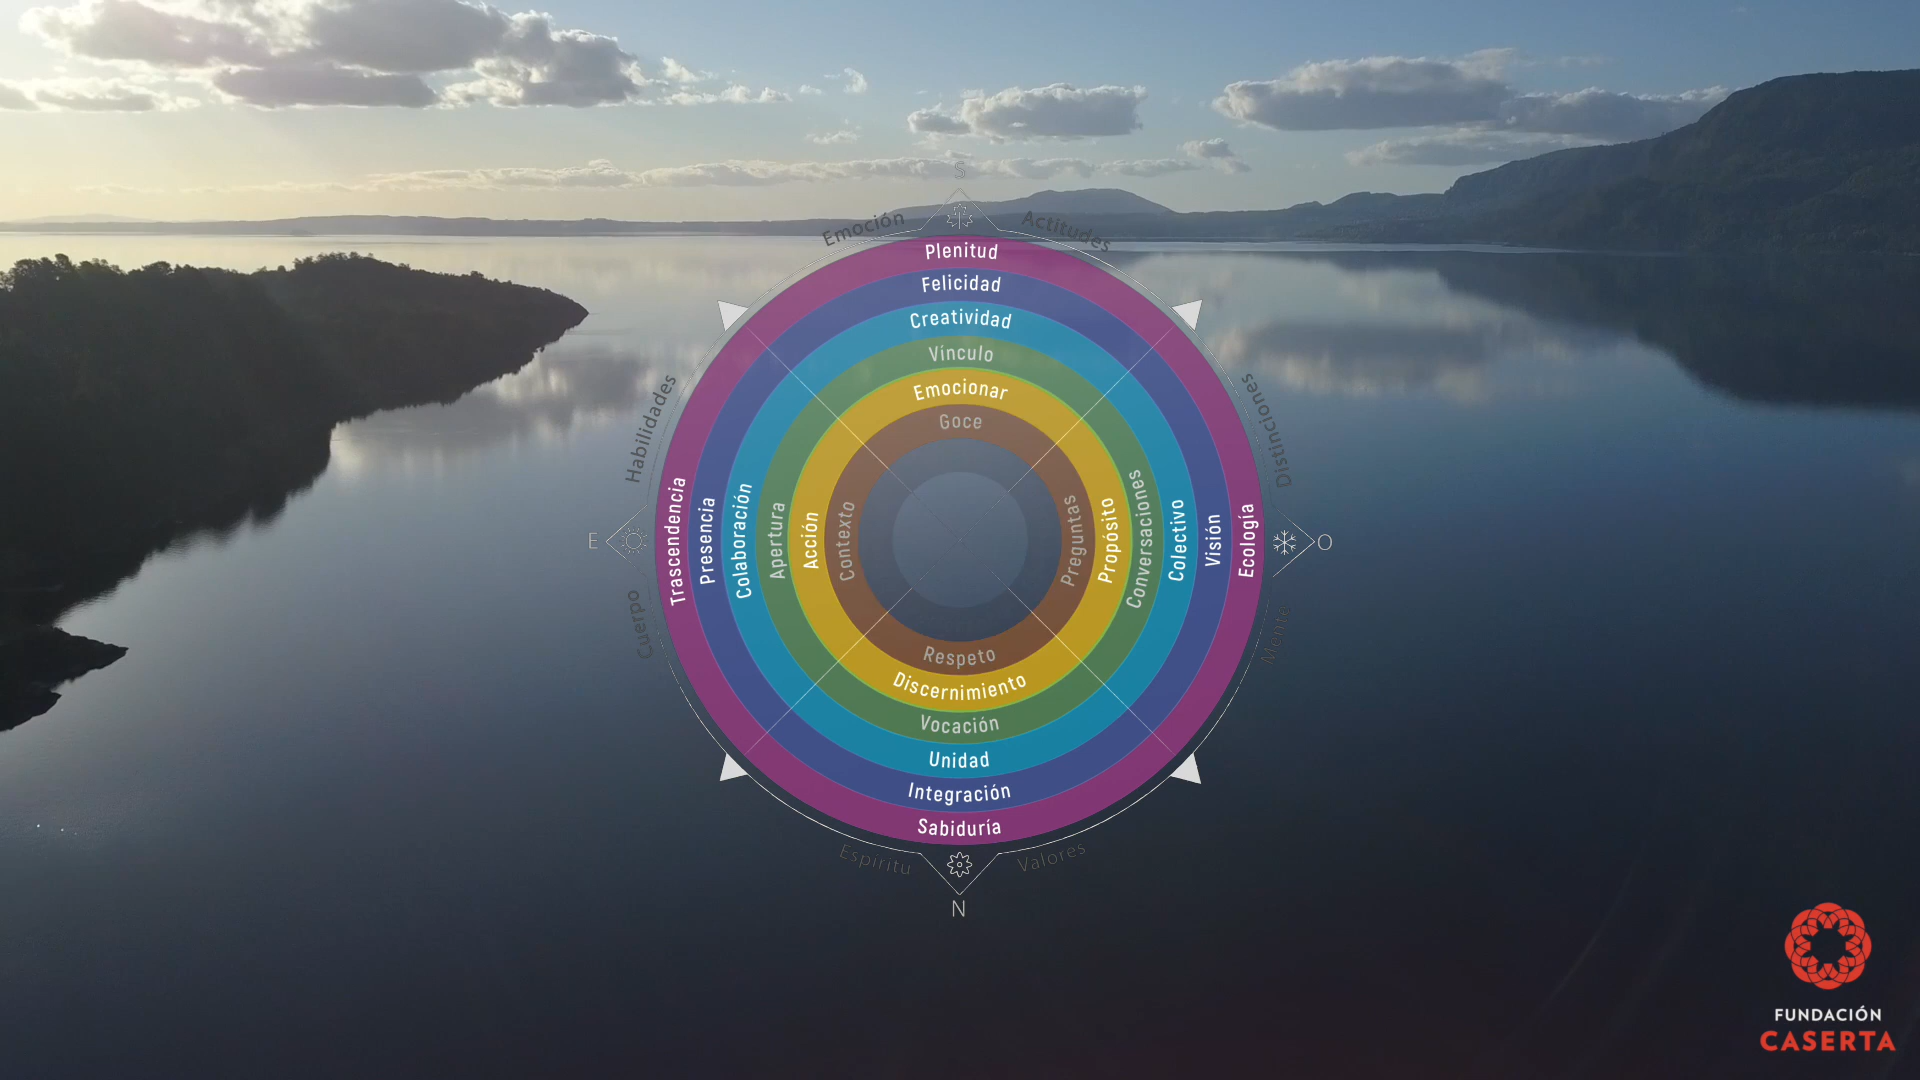 S
Emoción
Actitudes
Plenitud
Felicidad
Creatividad
Vínculo
Emocionar
Goce
Habilidades
Distinciones
E
Trascendencia
Presencia
Colaboración
Apertura
Acción
Contexto
Preguntas
Propósito
Conversaciones
Colectivo
Visión
Ecología
O
Cuerpo
Mente
Respeto
Discernimiento
Vocación
Unidad
Integración
Sabiduría
Espíritu
Valores
N
FUNDACIÓN
CASERTA